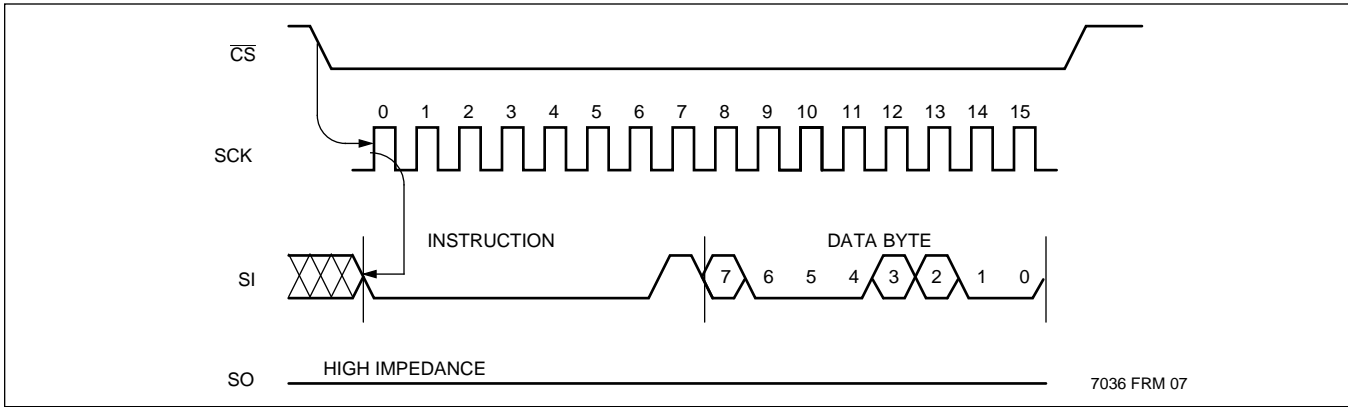 CS
0 1 2 3 4 5 6 7 8 9 10 11 12 13 14 15
SCK
INSTRUCTION DATA BYTE
SI 7 6 5 4 3 2 1 0
HIGH IMPEDANCE
SO
7036 FRM 07